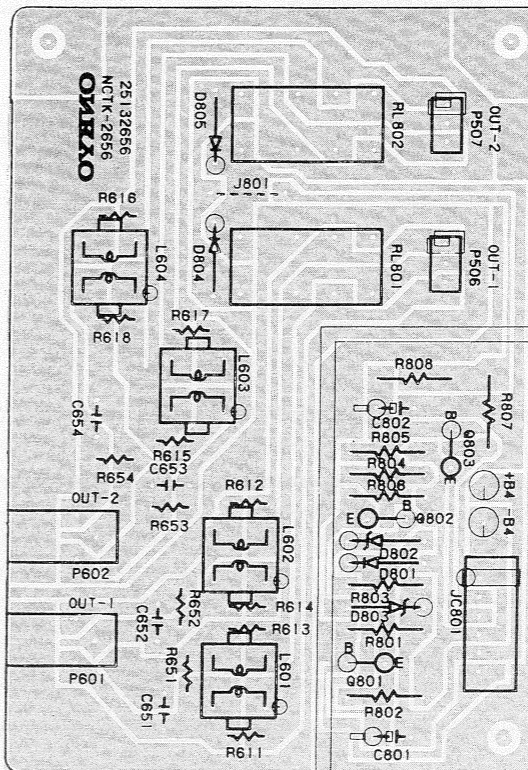 OUT-2
P507
RL802
D805
25132656
NCTK-2656
ONKYO
J801
R616
L604
D804
RL801
OUT-1
P506
R618
R617
L603
R808
R807
C802
R805
Q803
B
E
C654
R615
C653
R654
R804
R806
+B4
OUT-2
R612
R653
L602
B
E
Q802
-B4
P602
D802
D801
OUT-1
R652
R614
R803
D803
JC801
C652
R613
R801
P601
R651
L601
B
E
Q801
C651
R802
R611
C801